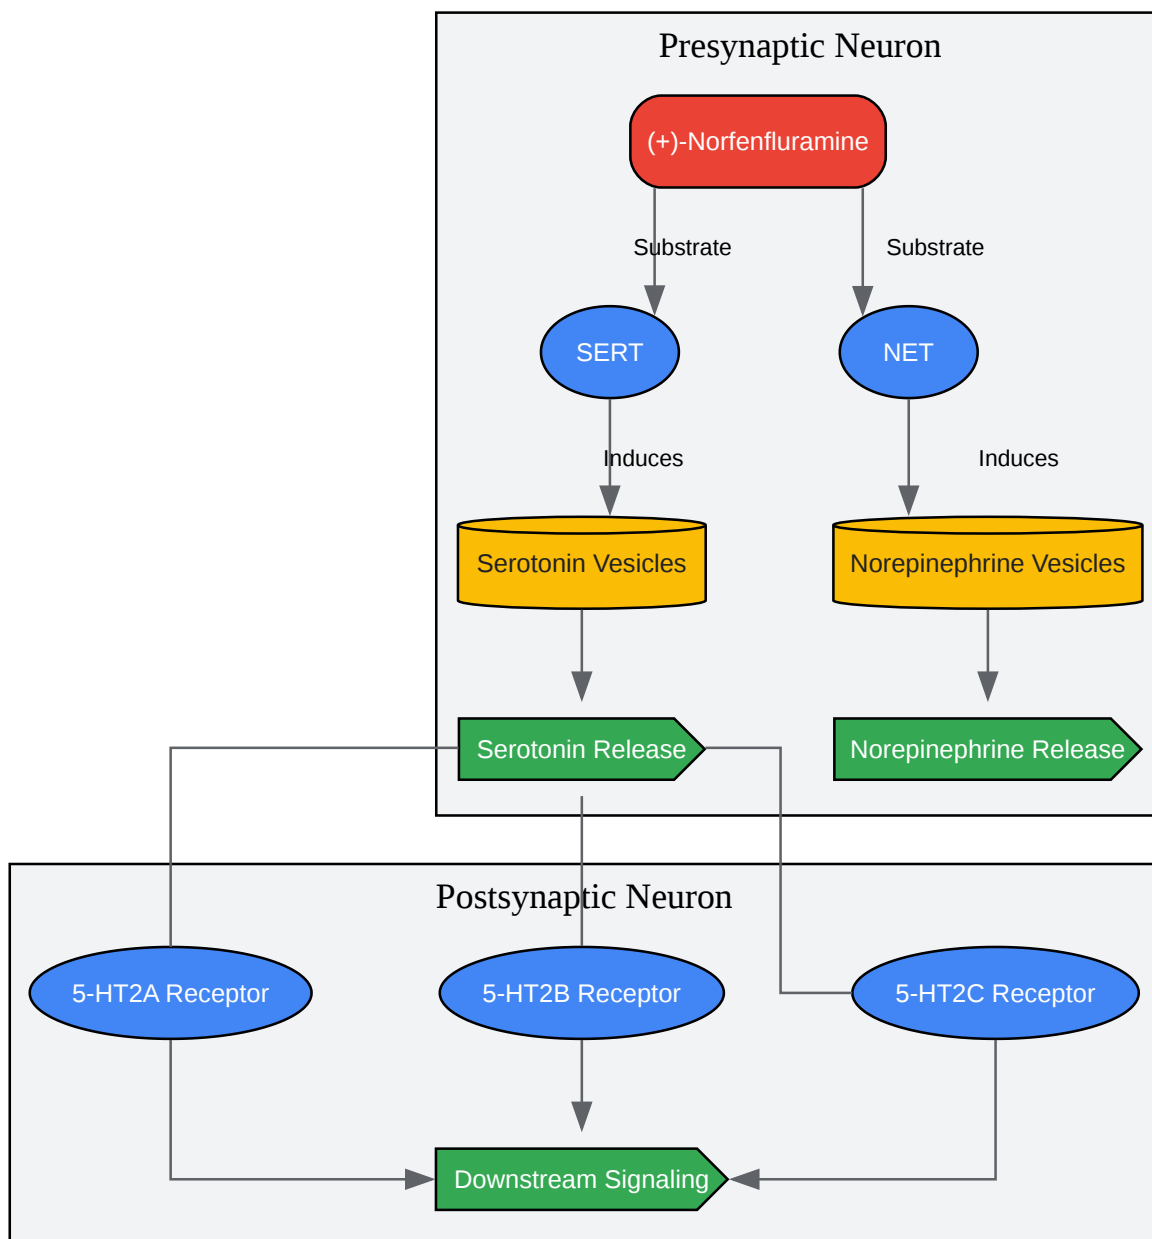 Presynaptic Neuron
(+)-Norfenfluramine
Substrate
Substrate
SERT
NET
Induces
Induces
Serotonin Vesicles
Norepinephrine Vesicles
Serotonin Release
Norepinephrine Release
Postsynaptic Neuron
5-HT2A Receptor
5-HT2B Receptor
5-HT2C Receptor
Downstream Signaling